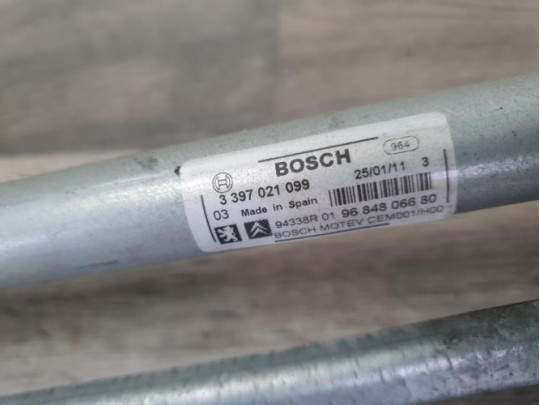 BOSCH 964
3 397 021 099 25/01/11 3
03 Made in Spain
94338R 01 96 848 066 80
BOSCH MOTEV CEM001/H00